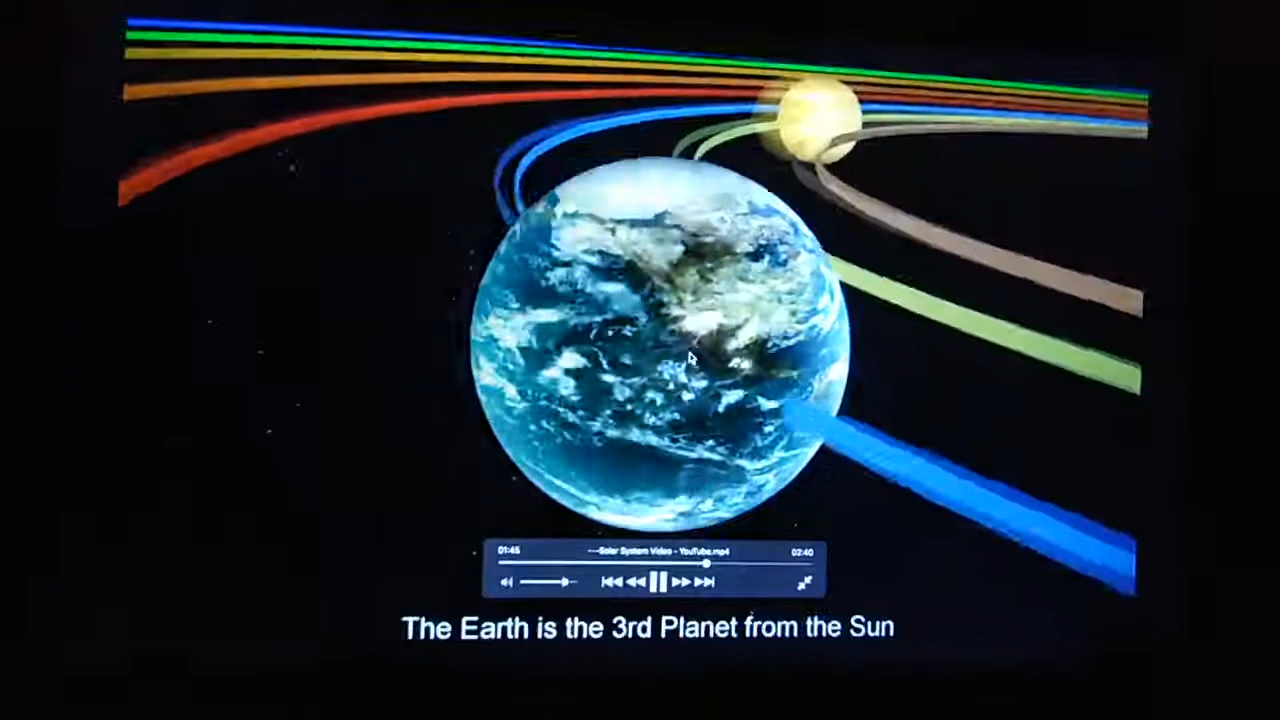 01:45 ---Solar System Video - YouTube.mp4 02:40
The Earth is the 3rd Planet from the Sun